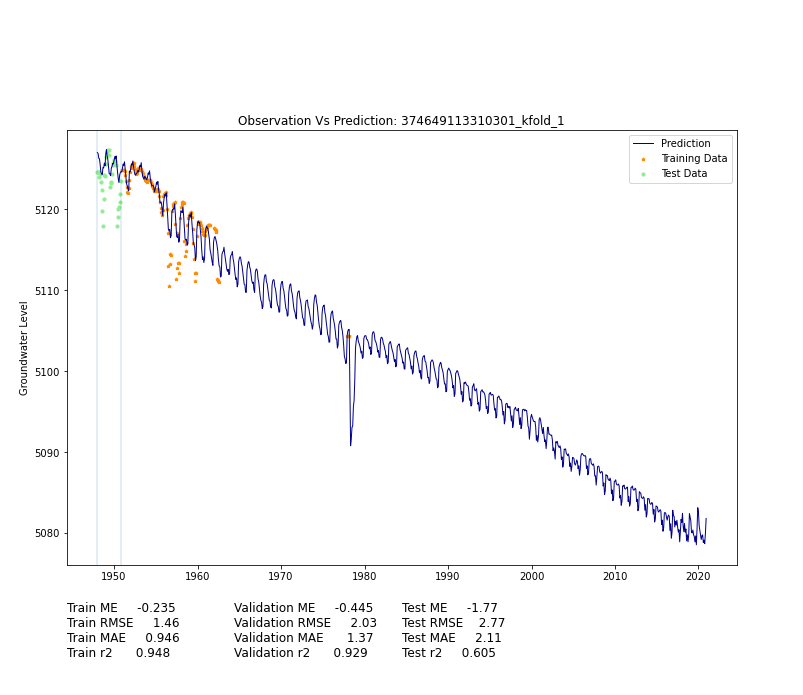 Observation Vs Prediction: 374649113310301_kfold_1
Prediction
Training Data
Test Data
Groundwater Level
5120
5110
5100
5090
5080
1950 1960 1970 1980 1990 2000 2010 2020
Train ME -0.235 Validation ME -0.445 Test ME -1.77
Train RMSE 1.46 Validation RMSE 2.03 Test RMSE 2.77
Train MAE 0.946 Validation MAE 1.37 Test MAE 2.11
Train r2 0.948 Validation r2 0.929 Test r2 0.605